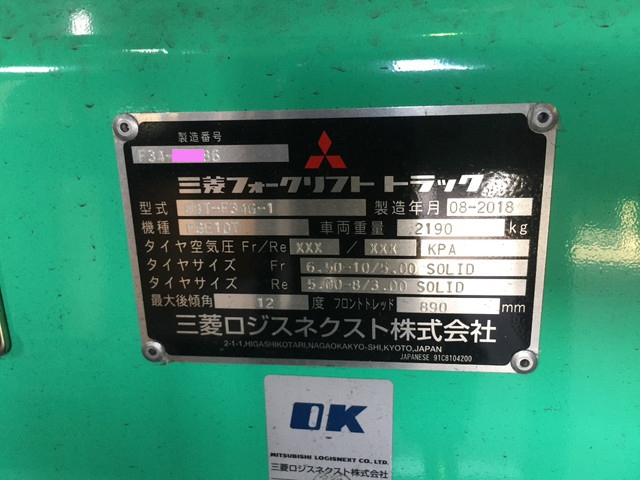 製造番号
F34- 86
三菱フォークリフト トラック
型式 製造年月 08-2018
機種 車両重量 2190 kg
タイヤ空気圧 Fr/Re XXX / XXX KPA
タイヤサイズ Fr 6.50-10/5.00 SOLID
タイヤサイズ Re 5.00-8/3.00 SOLID
最大後傾角 12 度 フロントトレッド 890 mm
三菱ロジスネクスト株式会社
2-1-1,HIGASHIKOTARI,NAGAOKAKYO-SHI,KYOTO,JAPAN
JAPANESE 91C8104200
OK
MITSUBISHI LOGISNEXT CO., LTD.
三菱ロジスネクスト株式会社